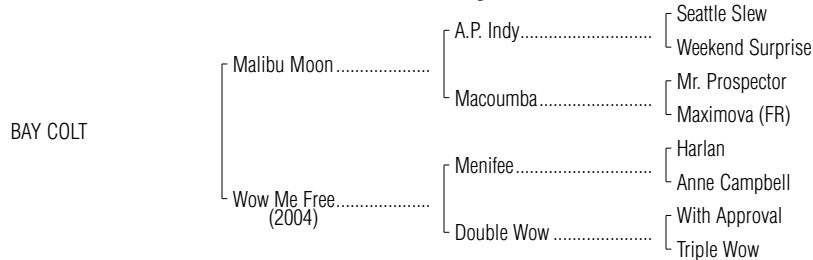 Seattle Slew
A.P. Indy............................
Weekend Surprise
Malibu Moon ....................
Mr. Prospector
Macoumba........................
Maximova (FR)
BAY COLT
Harlan
Menifee.............................
Anne Campbell
Wow Me Free....................
(2004)
With Approval
Double Wow .....................
Triple Wow